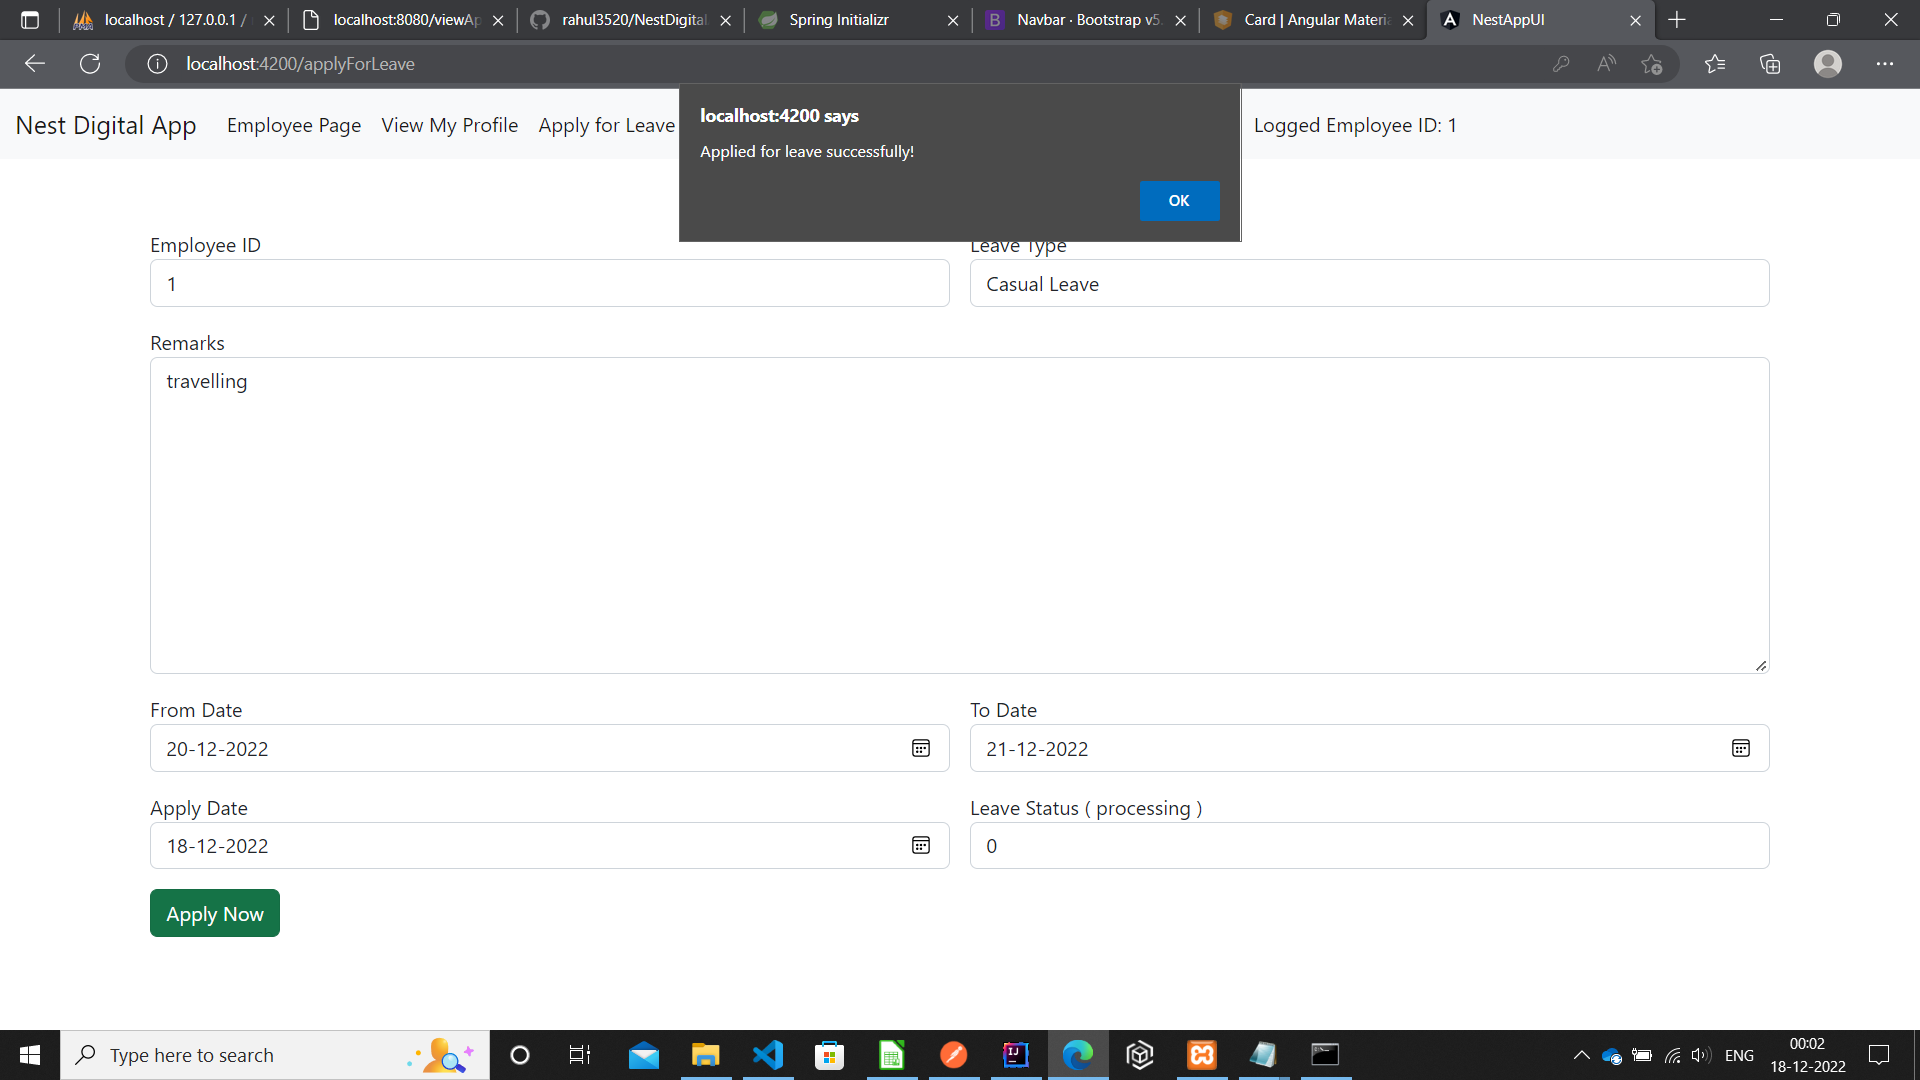 localhost / 127.0.0.1 /
localhost:8080/viewAp
rahul3520/NestDigital
Spring Initializr
Navbar · Bootstrap v5.
Card | Angular Materia
NestAppUI
localhost:4200/applyForLeave
Nest Digital App
Employee Page
View My Profile
Apply for Leave
Logged Employee ID: 1
localhost:4200 says
Applied for leave successfully!
OK
Employee ID
Leave Type
1
Casual Leave
Remarks
travelling
From Date
To Date
20-12-2022
21-12-2022
Apply Date
Leave Status ( processing )
18-12-2022
0
Apply Now
Type here to search
ENG
00:02
18-12-2022